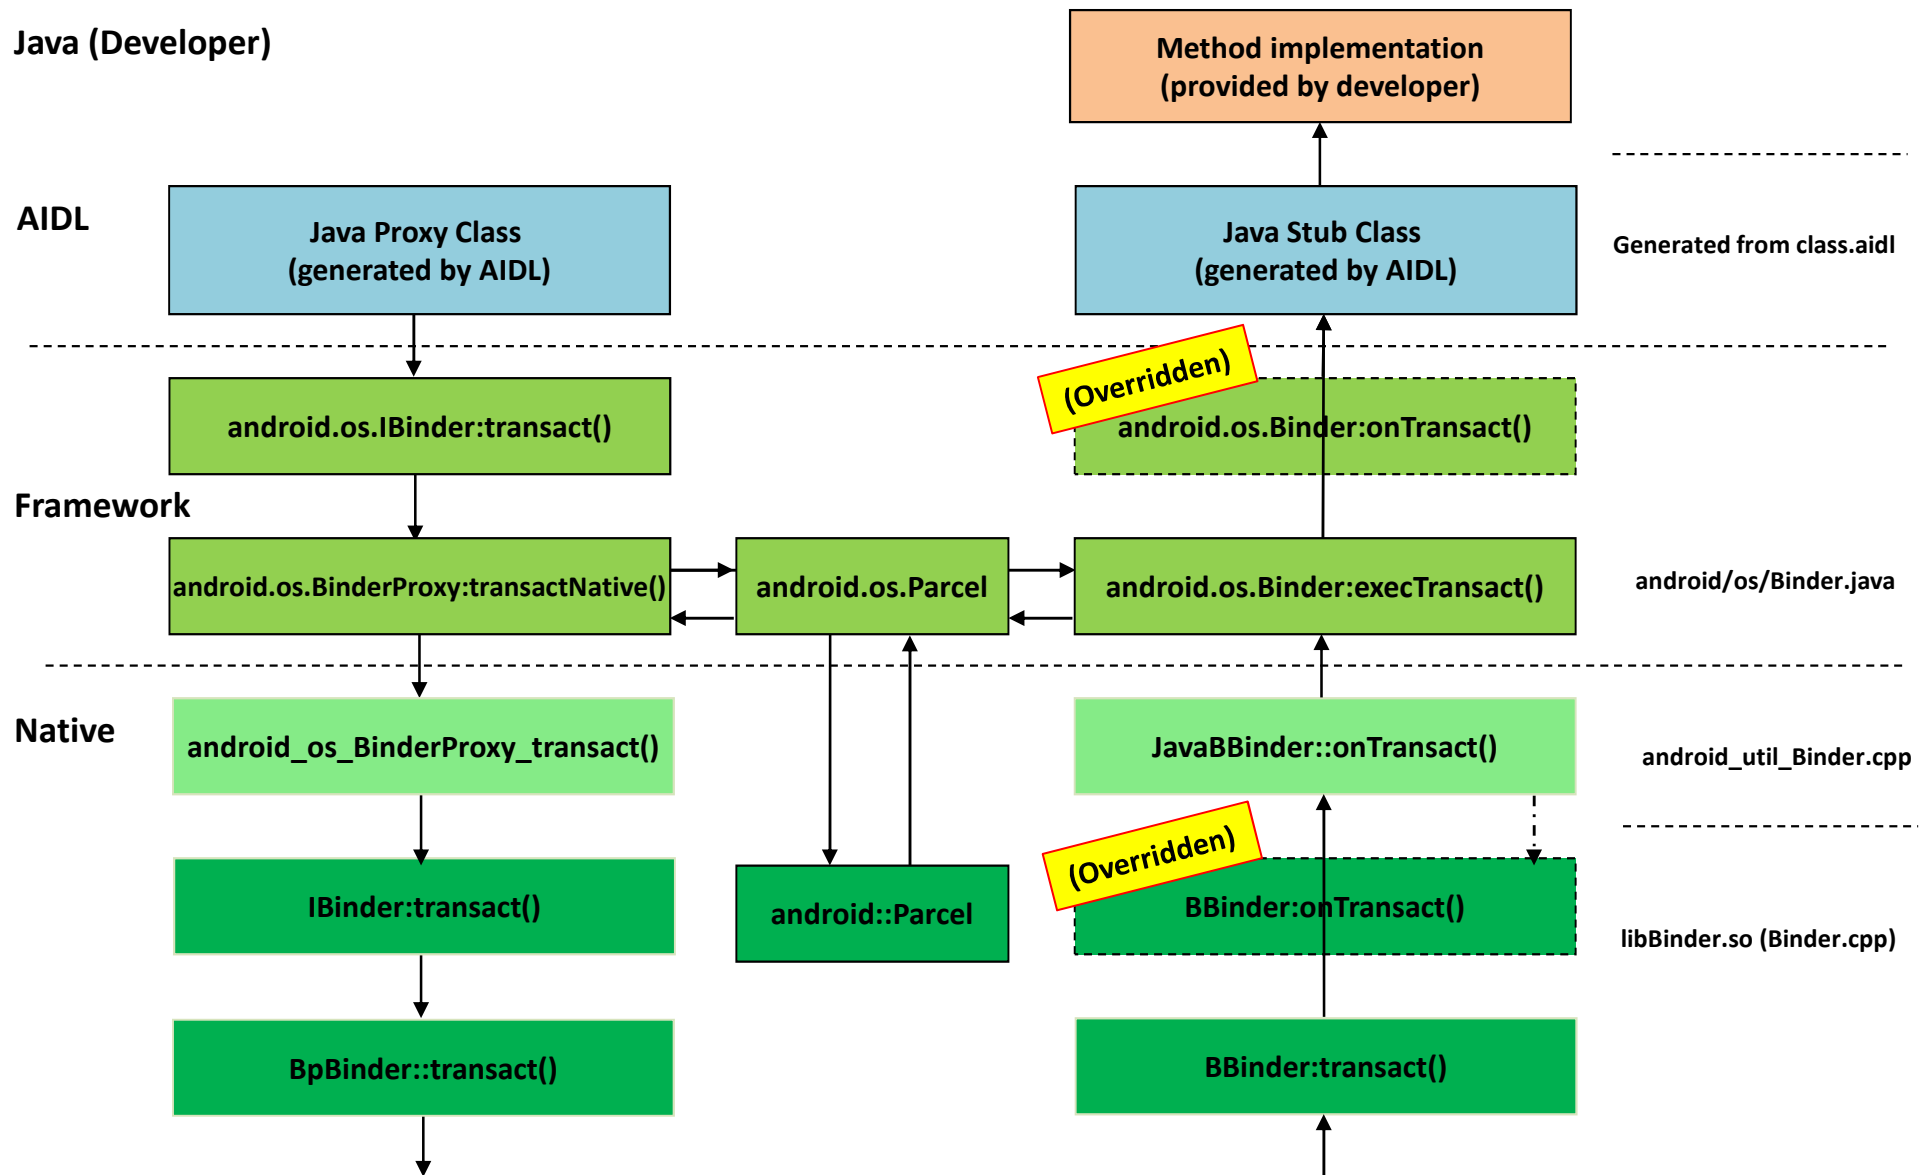 Java (Developer)
Method implementation
(provided by developer)
AIDL
Java Proxy Class
(generated by AIDL)
Java Stub Class
(generated by AIDL)
Generated from class.aidl
(Overridden)
android.os.IBinder:transact()
android.os.Binder:onTransact()
Framework
android.os.BinderProxy:transactNative()
android.os.Parcel
android.os.Binder:execTransact()
android/os/Binder.java
Native
android_os_BinderProxy_transact()
JavaBBinder::onTransact()
android_util_Binder.cpp
(Overridden)
IBinder:transact()
android::Parcel
BBinder:onTransact()
libBinder.so (Binder.cpp)
BpBinder::transact()
BBinder:transact()